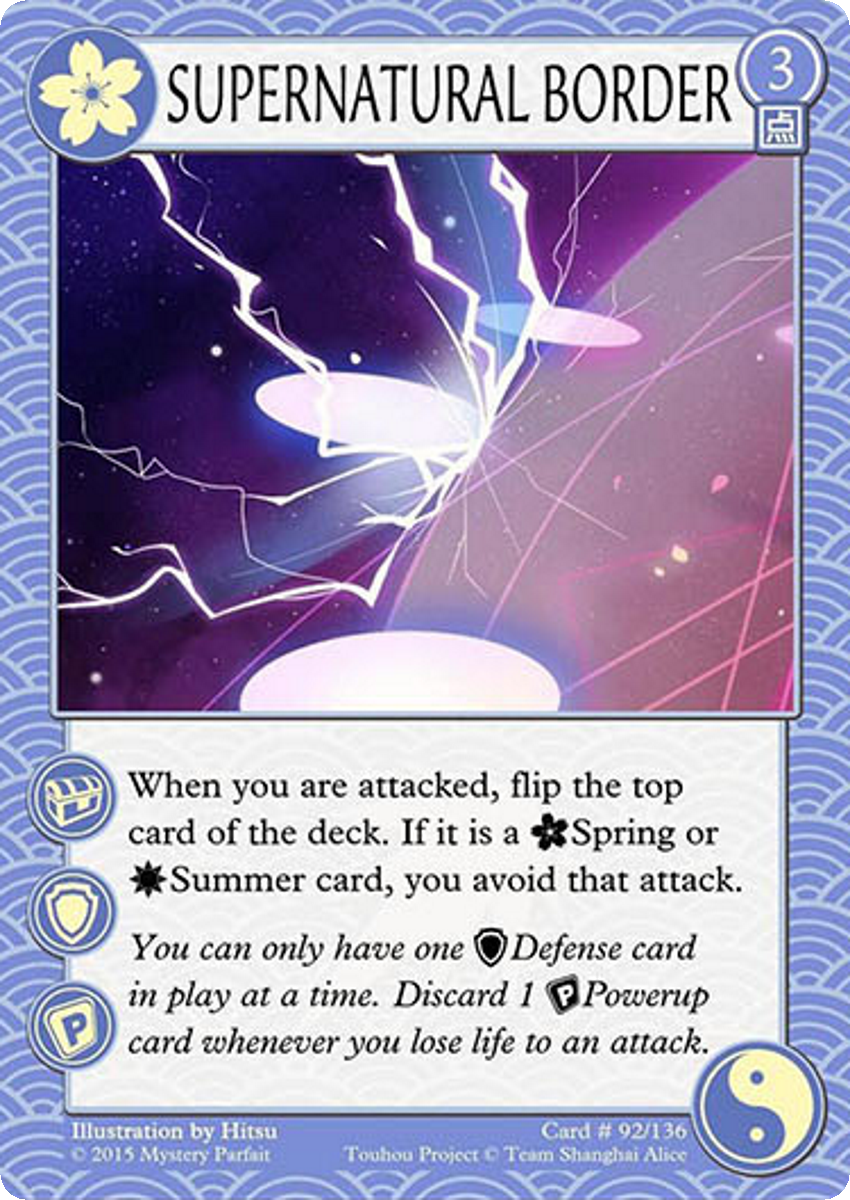 SUPERNATURAL BORDER
3
点
When you are attacked, flip the top
card of the deck. If it is a Spring or
Summer card, you avoid that attack.
You can only have one Defense card
in play at a time. Discard 1 P Powerup
card whenever you lose life to an attack.
P
Illustration by Hitsu
Card # 92/136
© 2015 Mystery Parfait
Touhou Project © Team Shanghai Alice